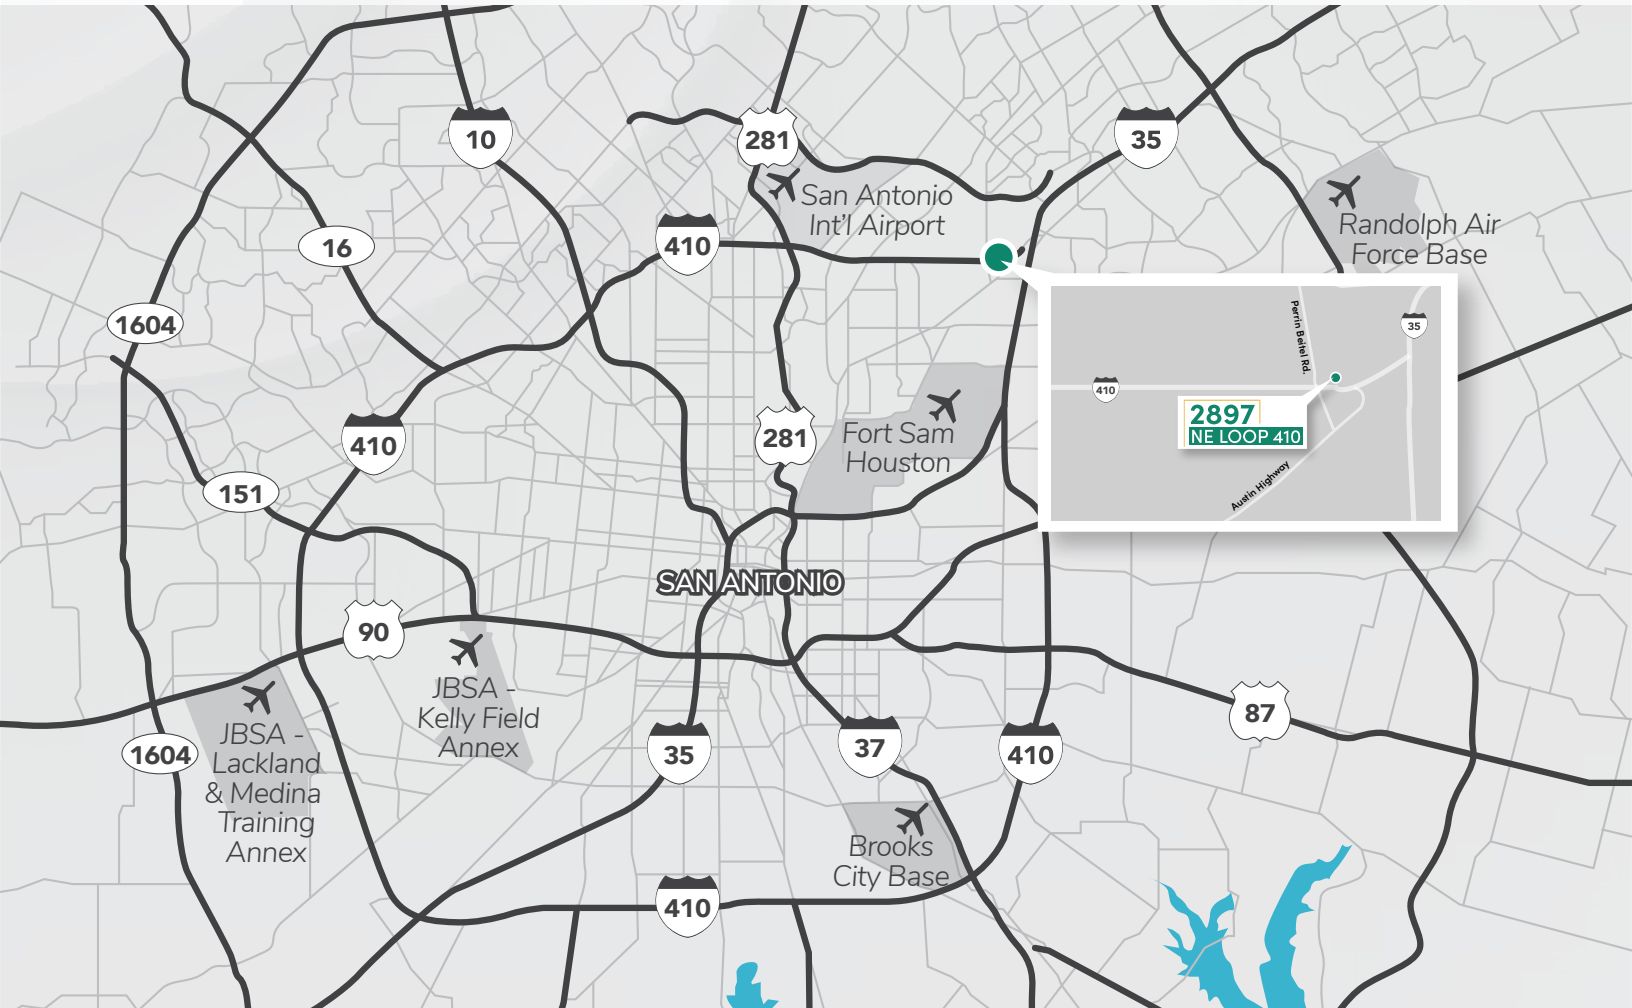 281
10
35
San Antonio
Int'l Airport
Randolph Air
Force Base
16
410
1604
Perrin Beitel Rd.
35
410
2897
NE LOOP 410
Austin Highway
410
281
Fort Sam
Houston
151
SAN ANTONIO
90
JBSA -
Kelly Field
Annex
87
JBSA -
Lackland
& Medina
Training
Annex
1604
35
37
410
Brooks
City Base
410